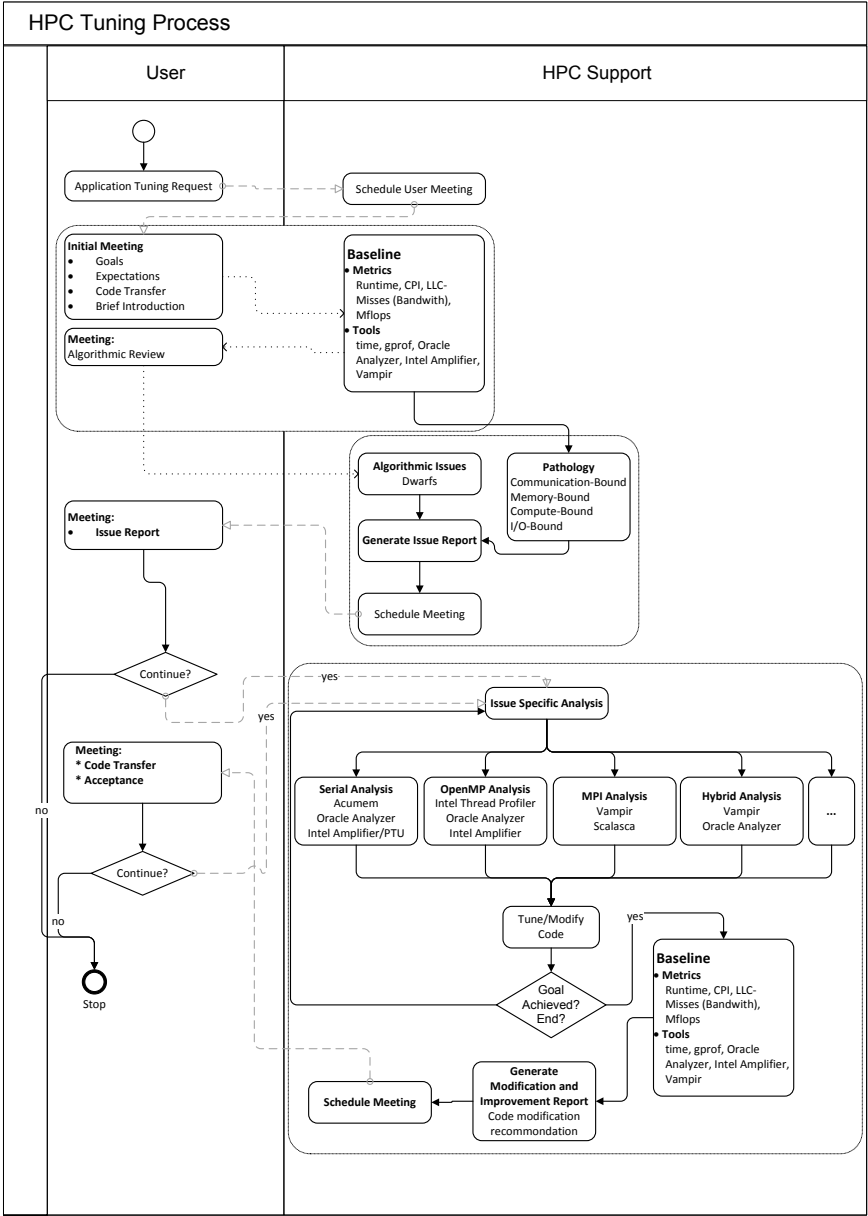 HPC Tuning Process
User
HPC Support
Application Tuning Request
Schedule User Meeting
Initial Meeting
• Goals
• Expectations
• Code Transfer
• Brief Introduction
Baseline
• Metrics
Runtime, CPI, LLC-
Misses (Bandwith),
Mflops
• Tools
time, gprof, Oracle
Analyzer, Intel Amplifier,
Vampir
Meeting:
Algorithmic Review
Algorithmic Issues
Dwarfs
Pathology
Communication-Bound
Memory-Bound
Compute-Bound
I/O-Bound
Meeting:
• Issue Report
Generate Issue Report
Schedule Meeting
Continue?
yes
Issue Specific Analysis
yes
Meeting:
* Code Transfer
* Acceptance
no
Serial Analysis
Acumem
Oracle Analyzer
Intel Amplifier/PTU
OpenMP Analysis
Intel Thread Profiler
Oracle Analyzer
Intel Amplifier
MPI Analysis
Vampir
Scalasca
Hybrid Analysis
Vampir
Oracle Analyzer
...
Continue?
no
Stop
Tune/Modify
Code
yes
Goal
Achieved?
End?
Baseline
• Metrics
Runtime, CPI, LLC-
Misses (Bandwith),
Mflops
• Tools
time, gprof, Oracle
Analyzer, Intel Amplifier,
Vampir
Generate
Modification and
Improvement Report
Code modification
recommondation
Schedule Meeting